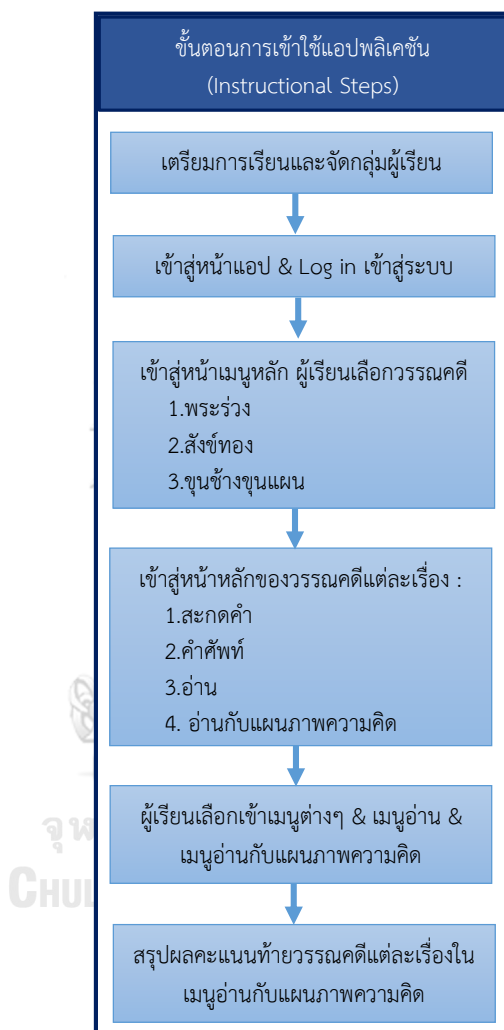 ขั้นตอนการเข้าใช้แอปพลิเคชัน
(Instructional Steps)
เตรียมการเรียนและจัดกลุ่มผู้เรียน
เข้าสู่หน้าแอป & Log in เข้าสู่ระบบ
เข้าสู่หน้าเมนูหลัก ผู้เรียนเลือกวรรณคดี
1.พระร่วง
2.สังข์ทอง
3.ขุนช้างขุนแผน
เข้าสู่หน้าหลักของวรรณคดีแต่ละเรื่อง :
1.สะกดคำ
2.คำศัพท์
3.อ่าน
4. อ่านกับแผนภาพความคิด
ผู้เรียนเลือกเข้าเมนูต่างๆ & เมนูอ่าน &
เมนูอ่านกับแผนภาพความคิด
จุฬ
CHUL
สรุปผลคะแนนท้ายวรรณคดีแต่ละเรื่องใน
เมนูอ่านกับแผนภาพความคิด